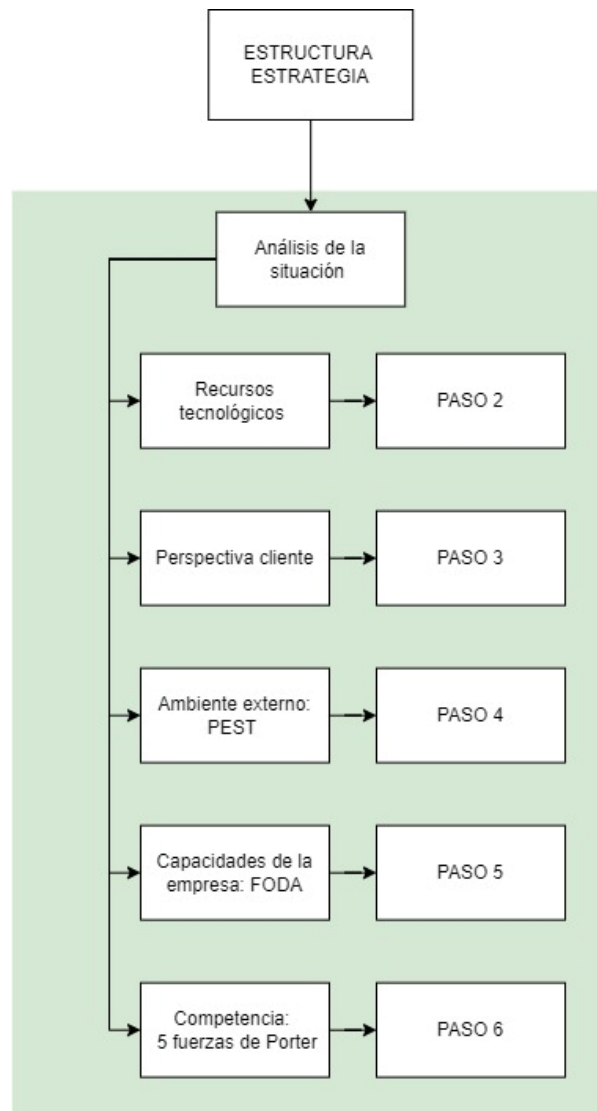 ESTRUCTURA
ESTRATEGIA
Análisis de la
situación
Recursos
tecnológicos
PASO 2
Perspectiva cliente
PASO 3
Ambiente externo:
PEST
PASO 4
Capacidades de la
empresa: FODA
PASO 5
Competencia:
5 fuerzas de Porter
PASO 6